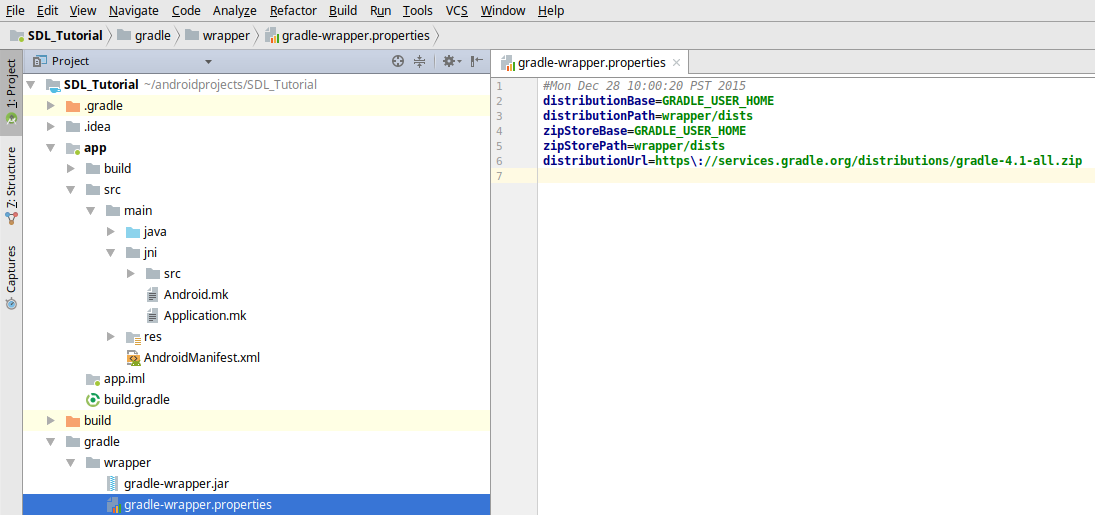 File Edit View Navigate Code Analyze Refactor Build Run Tools VCS Window Help
SDL_Tutorial gradle wrapper gradle-wrapper.properties
1: Project
7: Structure
Captures
Project
SDL_Tutorial ~/androidprojects/SDL_Tutorial
.gradle
.idea
app
build
src
main
java
jni
src
Android.mk
Application.mk
res
AndroidManifest.xml
app.iml
build.gradle
build
gradle
wrapper
gradle-wrapper.jar
gradle-wrapper.properties
gradle-wrapper.properties
1 #Mon Dec 28 10:00:20 PST 2015
2 distributionBase=GRADLE_USER_HOME
3 distributionPath=wrapper/dists
4 zipStoreBase=GRADLE_USER_HOME
5 zipStorePath=wrapper/dists
6 distributionUrl=https\://services.gradle.org/distributions/gradle-4.1-all.zip
7